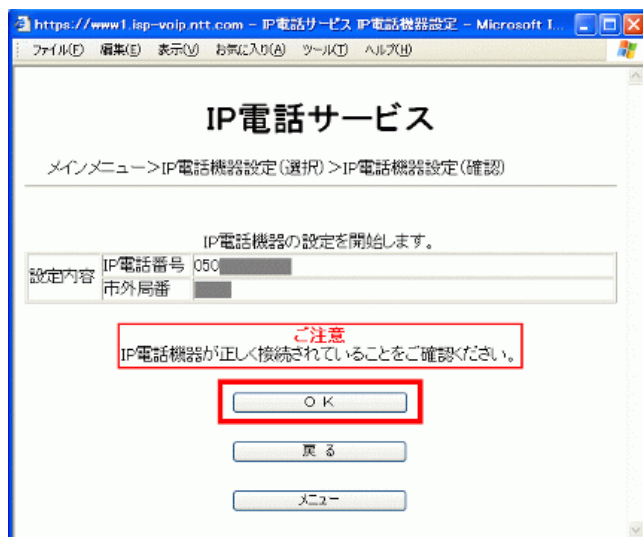 https://www1.isp-voip.ntt.com - IP電話サービス IP電話機器設定 - Microsoft I...
ファイル(F) 編集(E) 表示(V) お気に入り(A) ツール(T) ヘルプ(H)
IP電話サービス
メインメニュー>IP電話機器設定(選択)>IP電話機器設定(確認)
IP電話機器の設定を開始します。
設定内容
IP電話番号 050
市外局番
ご注意
IP電話機器が正しく接続されていることをご確認ください。
OK
戻る
メニュー